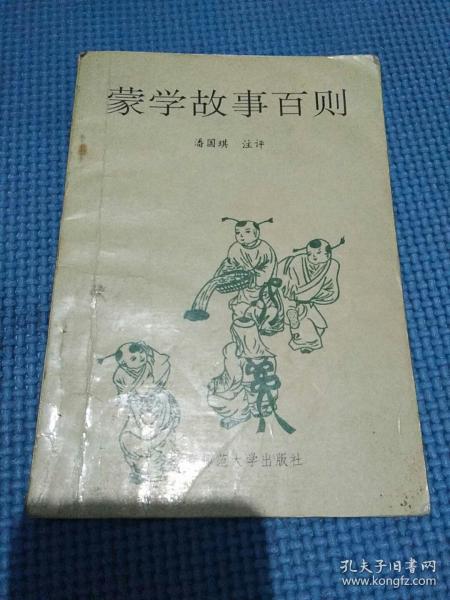 蒙学故事百则
潘国琪 注评
范大学出版社
孔夫子旧书网
www.kongfz.com